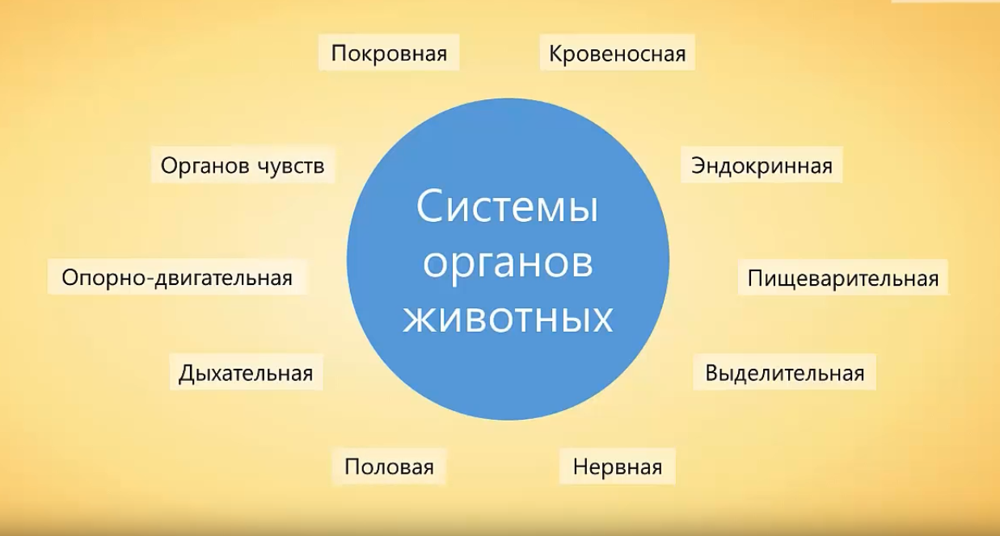 Покровная
Кровеносная
Органов чувств
Эндокринная
Системы
органов
животных
Опорно-двигательная
Пищеварительная
Дыхательная
Выделительная
Половая
Нервная